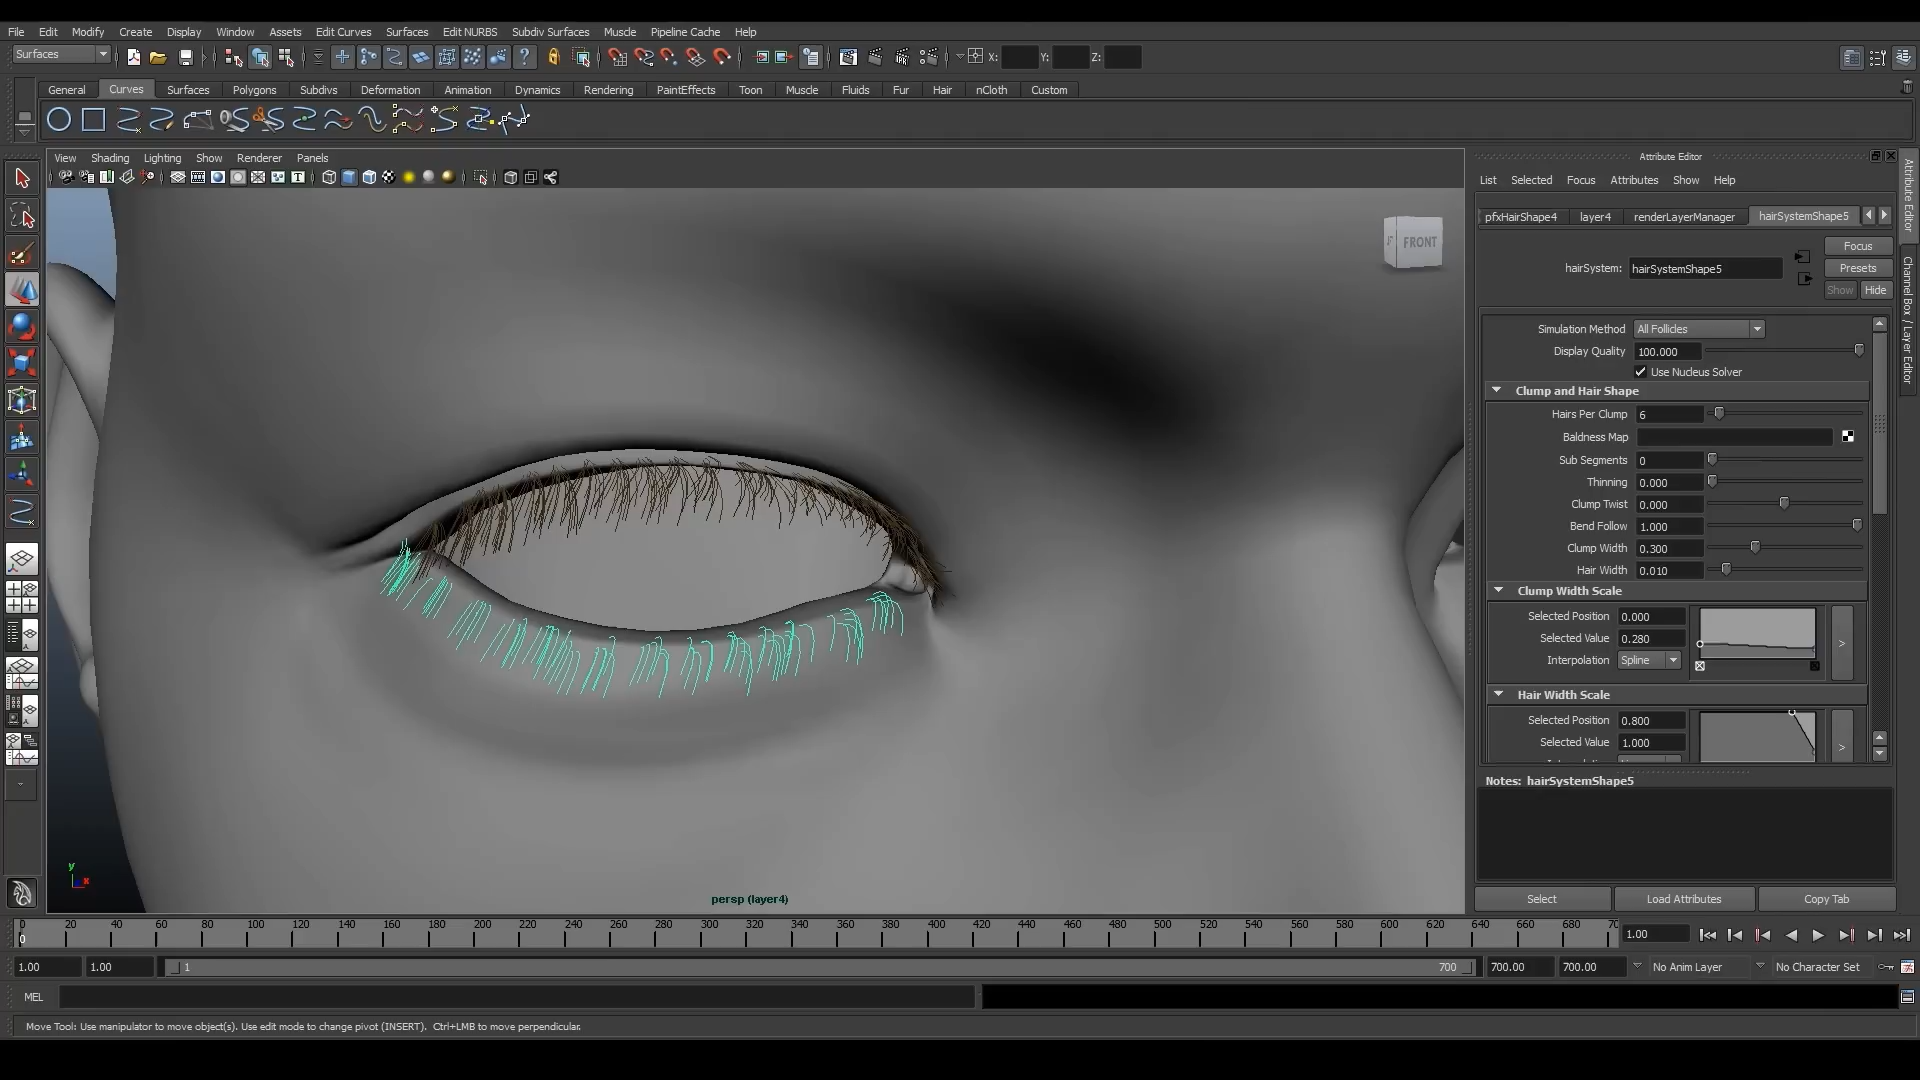 File Edit Modify Create Display Window Assets Edit Curves Surfaces Edit NURBS Subdiv Surfaces Muscle Pipeline Cache Help
Surfaces X: Y: Z:
General Curves Surfaces Polygons Subdivs Deformation Animation Dynamics Rendering PaintEffects Toon Muscle Fluids Fur Hair nCloth Custom
View Shading Lighting Show Renderer Panels
Attribute Editor
List Selected Focus Attributes Show Help
pfxHairShape4 layer4 renderLayerManager hairSystemShape5
Focus
hairSystem: hairSystemShape5 Presets
Show Hide
FRONT
Simulation Method All Follicles
Display Quality 100.000
Use Nucleus Solver
Clump and Hair Shape
Hairs Per Clump 6
Baldness Map
Sub Segments 0
Thinning 0.000
Clump Twist 0.000
Bend Follow 1.000
Clump Width 0.300
Hair Width 0.010
Clump Width Scale
Selected Position 0.000
Selected Value 0.280 >
Interpolation Spline
Hair Width Scale
Selected Position 0.800
Selected Value 1.000 >
Notes: hairSystemShape5
Select Load Attributes Copy Tab
Attribute Editor
Channel Box / Layer Editor
y
x
persp (layer4)
0 20 40 60 80 100 120 140 160 180 200 220 240 260 280 300 320 340 360 380 400 420 440 460 480 500 520 540 560 580 600 620 640 660 680 70
0 1.00
1.00 1.00 1 700 700.00 700.00 No Anim Layer No Character Set
MEL
Move Tool: Use manipulator to move object(s). Use edit mode to change pivot (INSERT). Ctrl+LMB to move perpendicular.